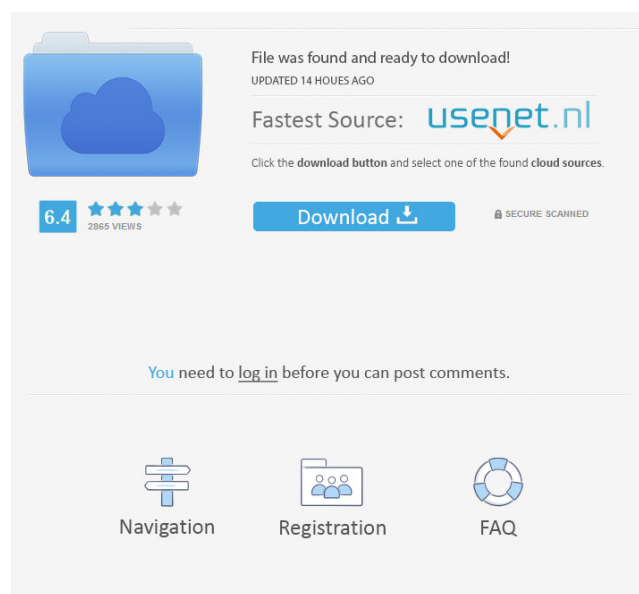 File was found and ready to download!
UPDATED 14 HOUES AGO
Fastest Source: usenet.nl
Click the download button and select one of the found cloud sources.
6.4
2865 VIEWS
Download
SECURE SCANNED
You need to log in before you can post comments.
Navigation
Registration
FAQ